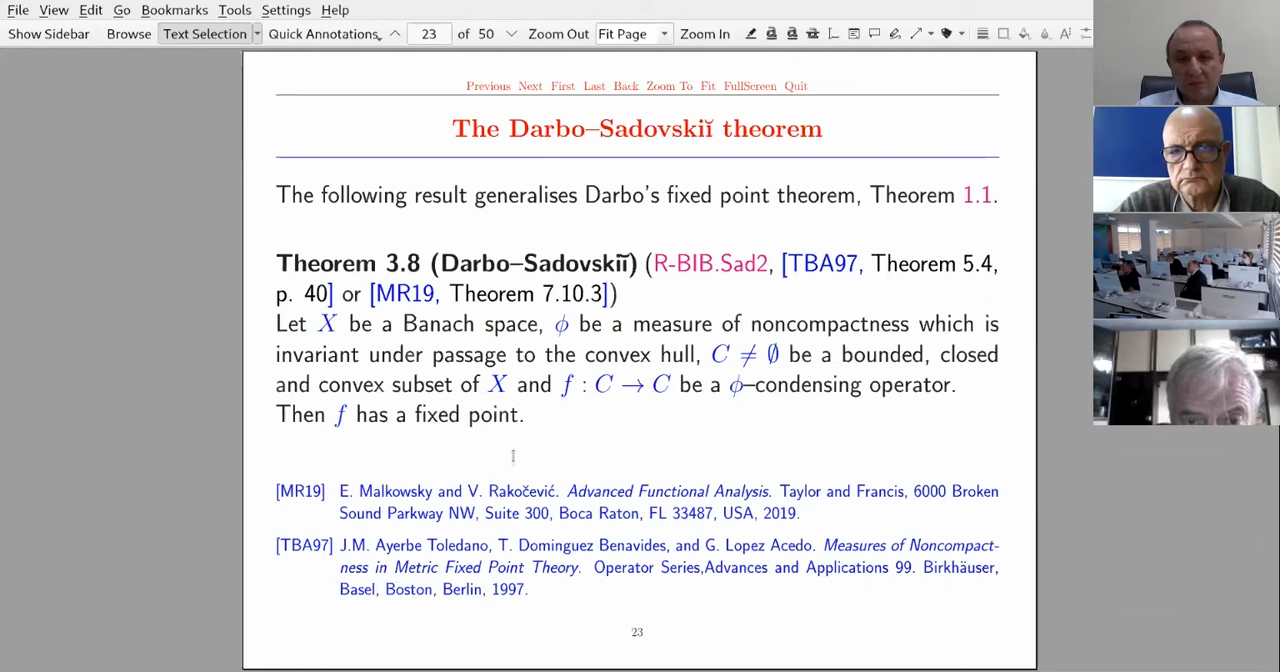 File Edit View Go Bookmarks Tools Settings Help
Show Sidebar Browse Text Selection Quick Annotations 23 of 50 Zoom Out Fit Page Zoom In
Previous Next First Last Back Zoom To Fit FullScreen Quit
The Darbo–Sadovskiĭ theorem
The following result generalises Darbo's fixed point theorem, Theorem 1.1.
Theorem 3.8 (Darbo–Sadovskiĭ) (R-BIB.Sad2, [TBA97, Theorem 5.4,
p. 40] or [MR19, Theorem 7.10.3])
Let X be a Banach space, ϕ be a measure of noncompactness which is
invariant under passage to the convex hull, C ≠ ∅ be a bounded, closed
and convex subset of X and f : C → C be a ϕ–condensing operator.
Then f has a fixed point.
[MR19] E. Malkowsky and V. Rakočević. Advanced Functional Analysis. Taylor and Francis, 6000 Broken
Sound Parkway NW, Suite 300, Boca Raton, FL 33487, USA, 2019.
[TBA97] J.M. Ayerbe Toledano, T. Dominguez Benavides, and G. Lopez Acedo. Measures of Noncompact-
ness in Metric Fixed Point Theory. Operator Series,Advances and Applications 99. Birkhäuser,
Basel, Boston, Berlin, 1997.
23